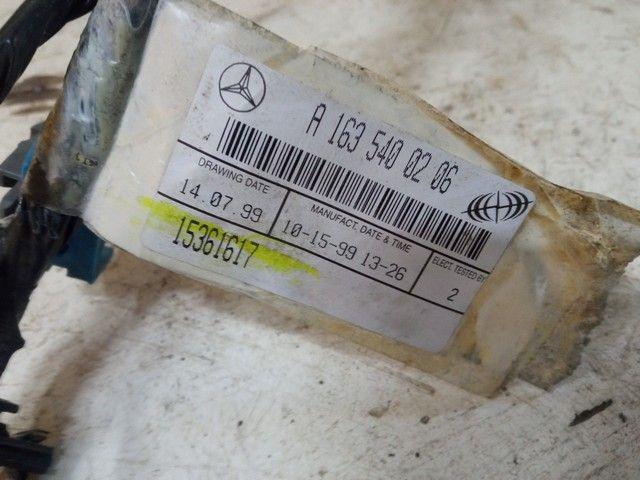 A 163 540 02 06
DRAWING DATE
14.07.99
MANUFACT, DATE & TIME
10-15-99 13-26
ELECT. TESTED BY
2
15361617